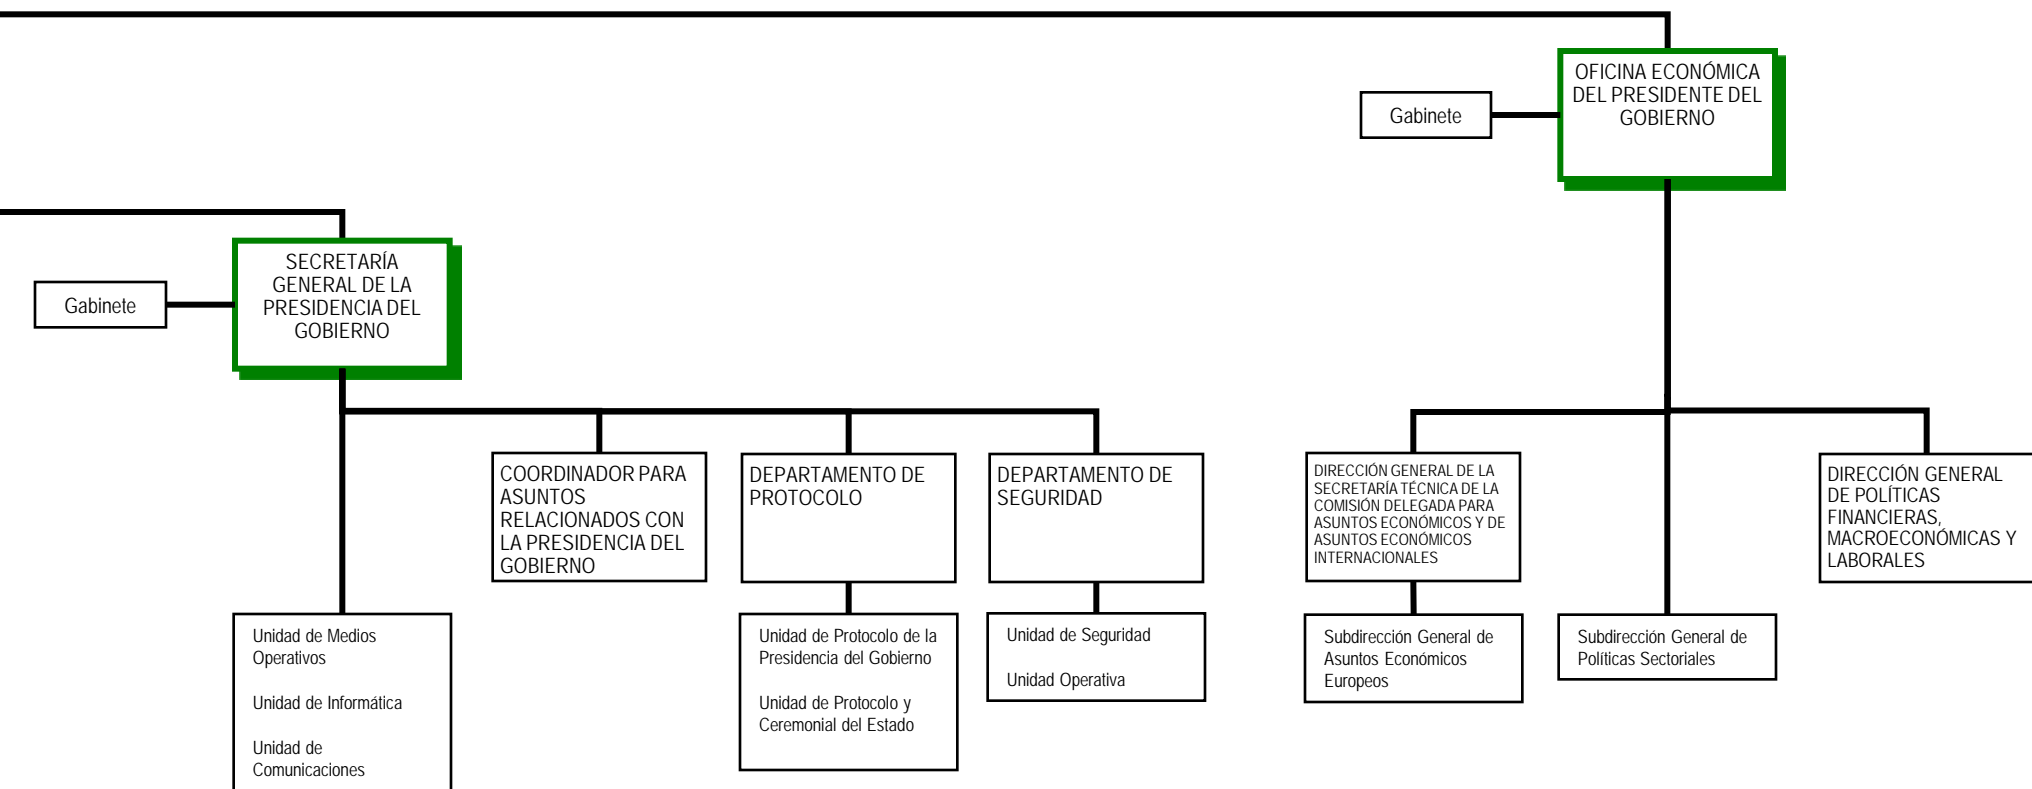 OFICINA ECONÓMICA
DEL PRESIDENTE DEL
GOBIERNO
Gabinete
SECRETARÍA
GENERAL DE LA
PRESIDENCIA DEL
GOBIERNO
Gabinete
COORDINADOR PARA
ASUNTOS
RELACIONADOS CON
LA PRESIDENCIA DEL
GOBIERNO
DEPARTAMENTO DE
PROTOCOLO
DEPARTAMENTO DE
SEGURIDAD
DIRECCIÓN GENERAL DE LA
SECRETARÍA TÉCNICA DE LA
COMISIÓN DELEGADA PARA
ASUNTOS ECONÓMICOS Y DE
ASUNTOS ECONÓMICOS
INTERNACIONALES
DIRECCIÓN GENERAL
DE POLÍTICAS
FINANCIERAS,
MACROECONÓMICAS Y
LABORALES
Unidad de Medios
Operativos
Unidad de Informática
Unidad de
Comunicaciones
Unidad de Protocolo de la
Presidencia del Gobierno
Unidad de Protocolo y
Ceremonial del Estado
Unidad de Seguridad
Unidad Operativa
Subdirección General de
Asuntos Económicos
Europeos
Subdirección General de
Políticas Sectoriales